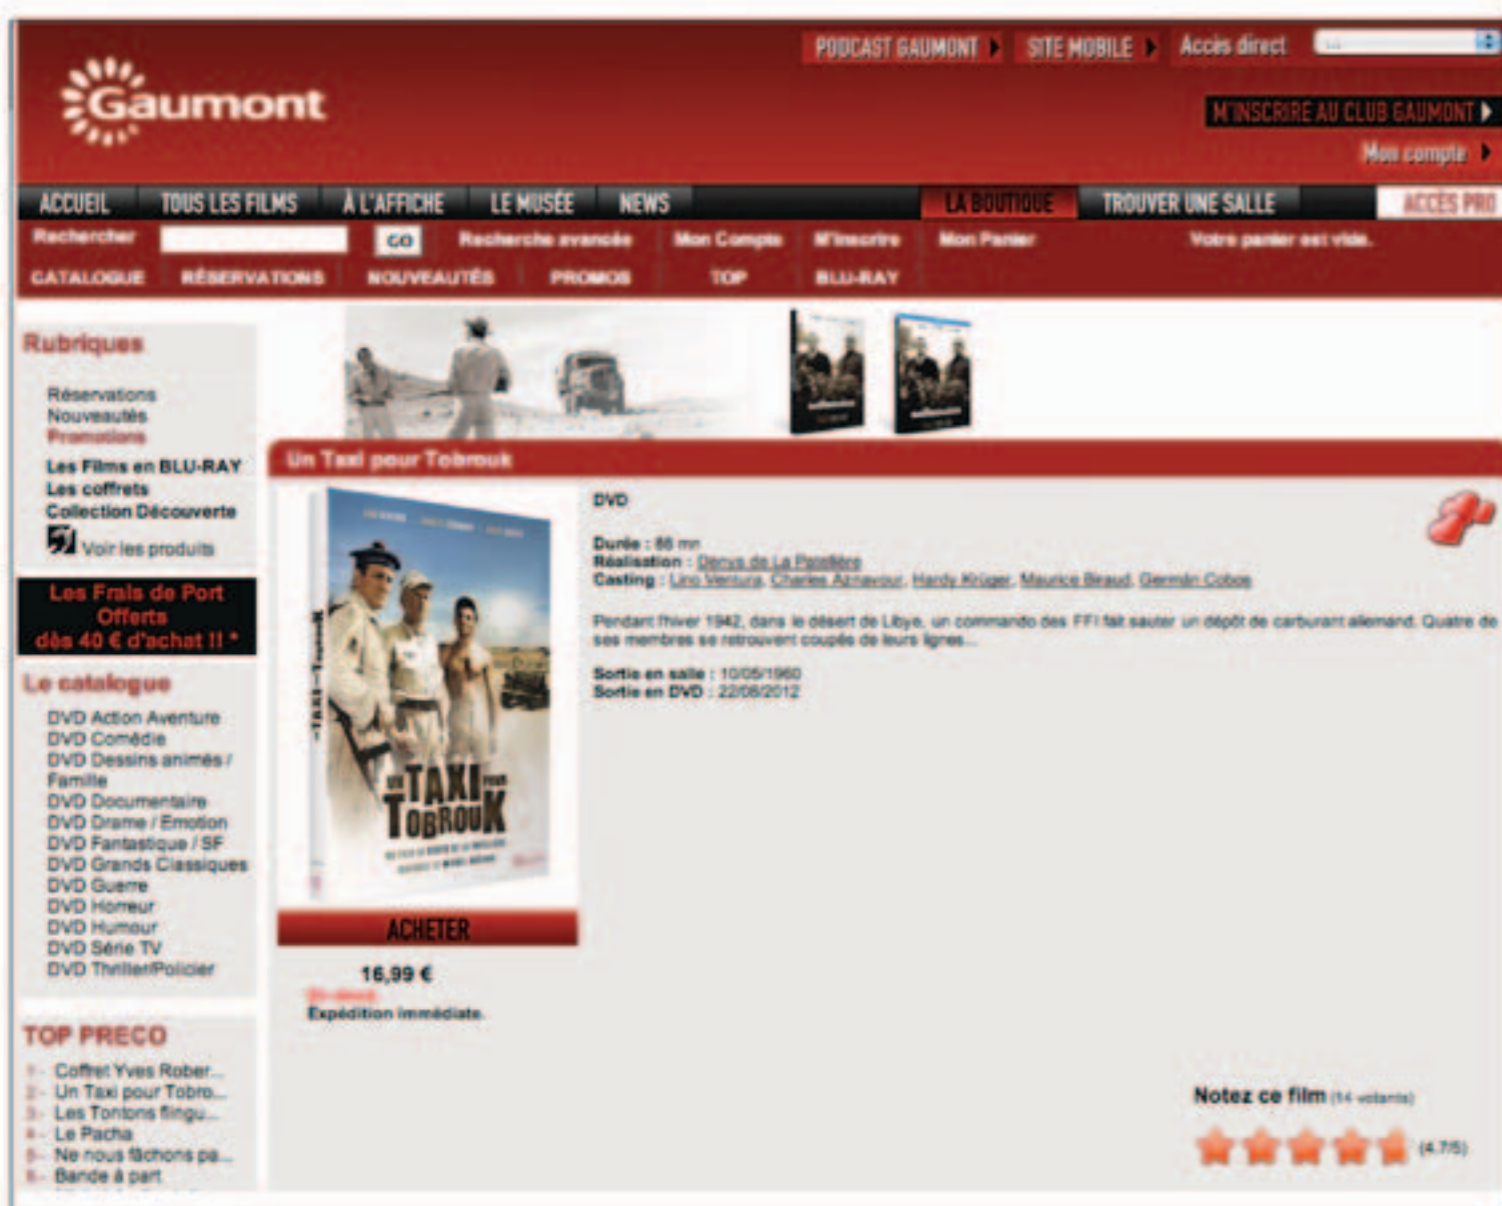 PODCAST GAUMONT SITE MOBILE Accès direct ...
Gaumont
M'INSCRIRE AU CLUB GAUMONT
Mon compte
ACCUEIL TOUS LES FILMS À L'AFFICHE LE MUSÉE NEWS LA BOUTIQUE TROUVER UNE SALLE ACCÈS PRO
Rechercher GO Recherche avancée Mon Compte M'inscrire Mon Panier Votre panier est vide.
CATALOGUE RÉSERVATIONS NOUVEAUTÉS PROMOS TOP BLU-RAY
Rubriques
Réservations
Nouveautés
Promotions
Les Films en BLU-RAY
Les coffrets
Collection Découverte
Voir les produits
Les Frais de Port
Offerts
dès 40 € d'achat !! *
Le catalogue
DVD Action Aventure
DVD Comédie
DVD Dessins animés /
Famille
DVD Documentaire
DVD Drame / Emotion
DVD Fantastique / SF
DVD Grands Classiques
DVD Guerre
DVD Horreur
DVD Humour
DVD Série TV
DVD Thriller/Policier
TOP PRECO
1 - Coffret Yves Rober...
2 - Un Taxi pour Tobro...
3 - Les Tontons flingu...
4 - Le Pacha
5 - Ne nous fâchons pa...
6 - Bande à part
Un Taxi pour Tobrouk
UN TAXI POUR
TOBROUK
ACHETER
16,99 €
En stock
Expédition immédiate.
DVD
Durée : 86 mn
Réalisation : Denys de La Patellière
Casting : Lino Ventura, Charles Aznavour, Hardy Krüger, Maurice Biraud, Germán Cobos
Pendant l'hiver 1942, dans le désert de Libye, un commando des FFI fait sauter un dépôt de carburant allemand. Quatre de
ses membres se retrouvent coupés de leurs lignes...
Sortie en salle : 10/05/1960
Sortie en DVD : 22/08/2012
Notez ce film (14 votants)
(4.7/5)